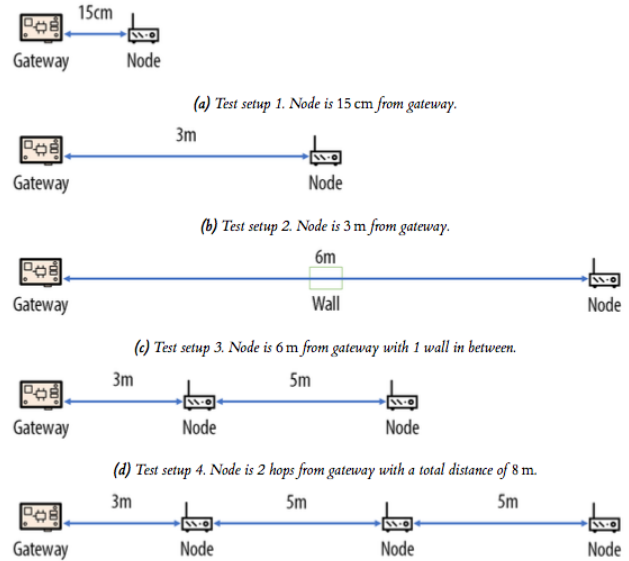 15cm
Gateway Node
(a) Test setup 1. Node is 15 cm from gateway.
3m
Gateway Node
(b) Test setup 2. Node is 3 m from gateway.
6m
Gateway Wall Node
(c) Test setup 3. Node is 6 m from gateway with 1 wall in between.
3m 5m
Gateway Node Node
(d) Test setup 4. Node is 2 hops from gateway with a total distance of 8 m.
3m 5m 5m
Gateway Node Node Node